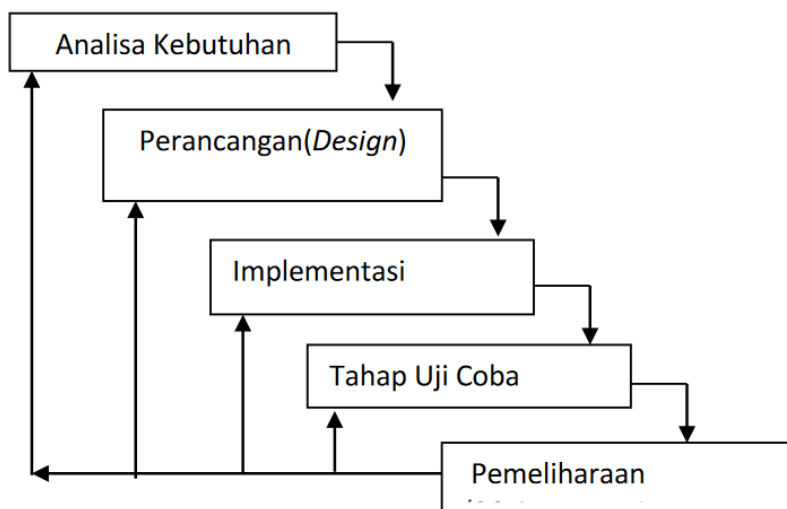 Analisa Kebutuhan
Perancangan(Design)
Implementasi
Tahap Uji Coba
Pemeliharaan